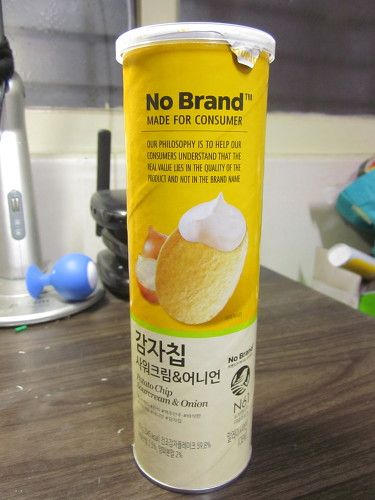 No Brand™
MADE FOR CONSUMER
OUR PHILOSOPHY IS TO HELP OUR
CONSUMERS UNDERSTAND THAT THE
REAL VALUE LIES IN THE QUALITY OF THE
PRODUCT AND NOT IN THE BRAND NAME
감자칩
사워크림&어니언
Potato Chip
Sourcream & Onion
No Brand